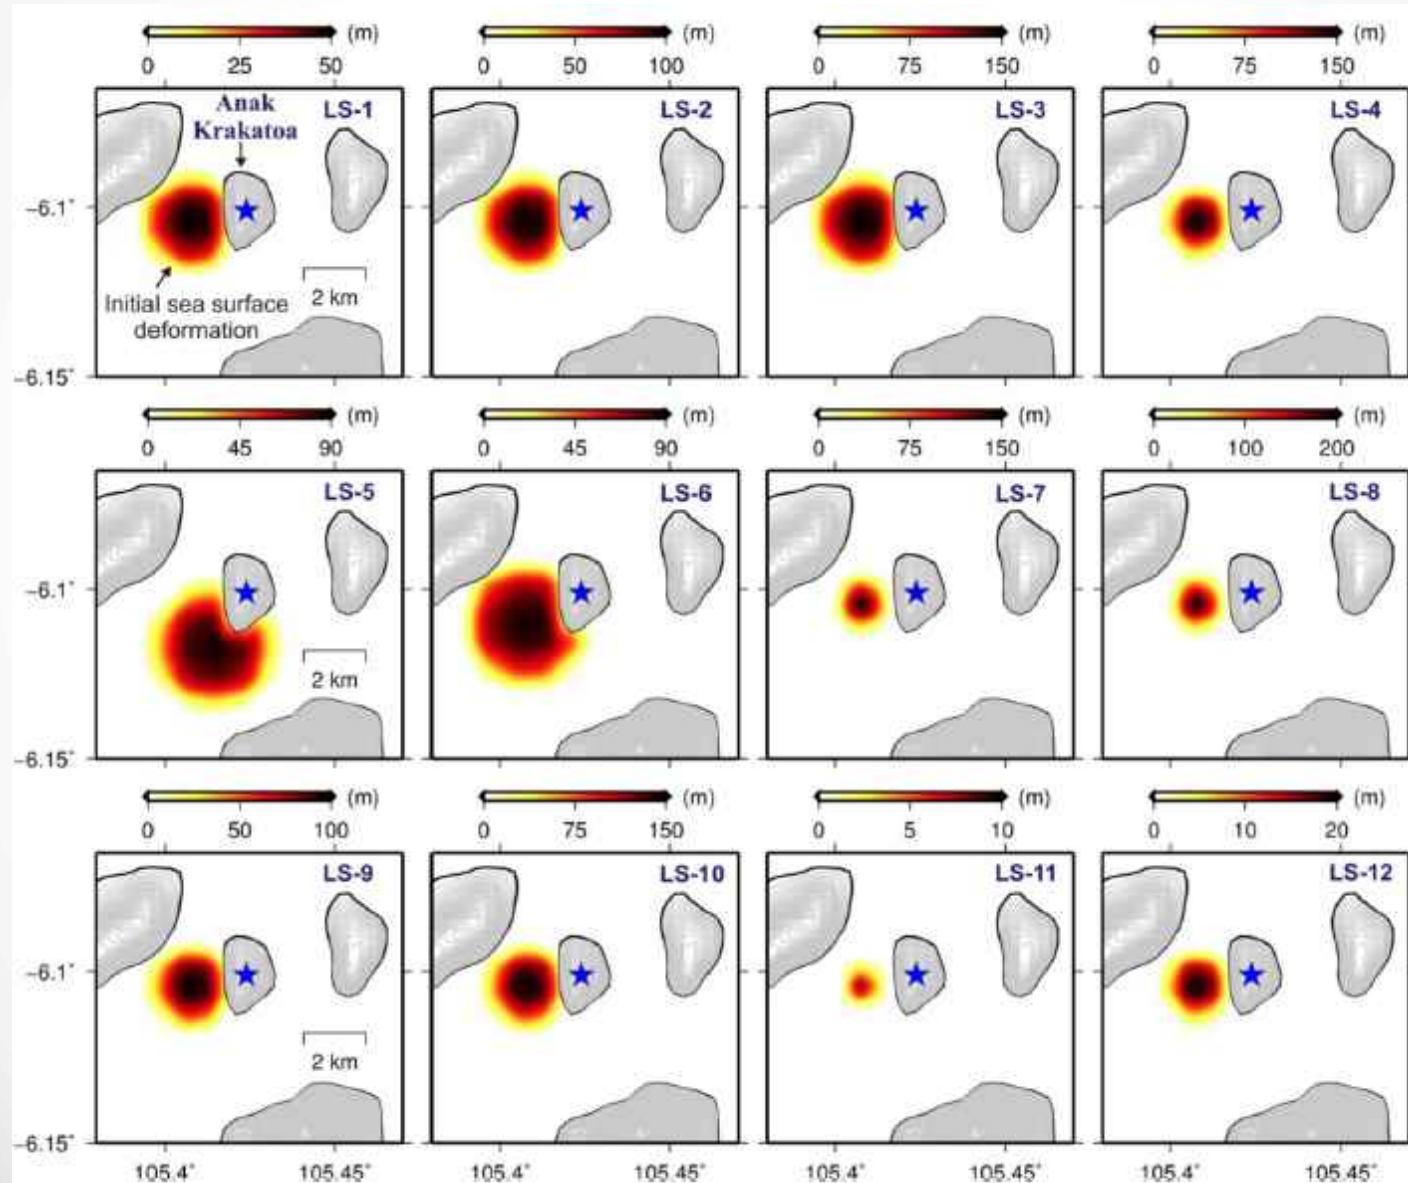 (m) (m) (m) (m)
0 25 50 0 50 100 0 75 150 0 75 150
Anak
Krakatoa
LS-1 LS-2 LS-3 LS-4
−6.1°
Initial sea surface
deformation
2 km
−6.15°
(m) (m) (m) (m)
0 45 90 0 45 90 0 75 150 0 100 200
LS-5 LS-6 LS-7 LS-8
−6.1°
2 km
−6.15°
(m) (m) (m) (m)
0 50 100 0 75 150 0 5 10 0 10 20
LS-9 LS-10 LS-11 LS-12
−6.1°
2 km
−6.15°
105.4° 105.45° 105.4° 105.45° 105.4° 105.45° 105.4° 105.45°